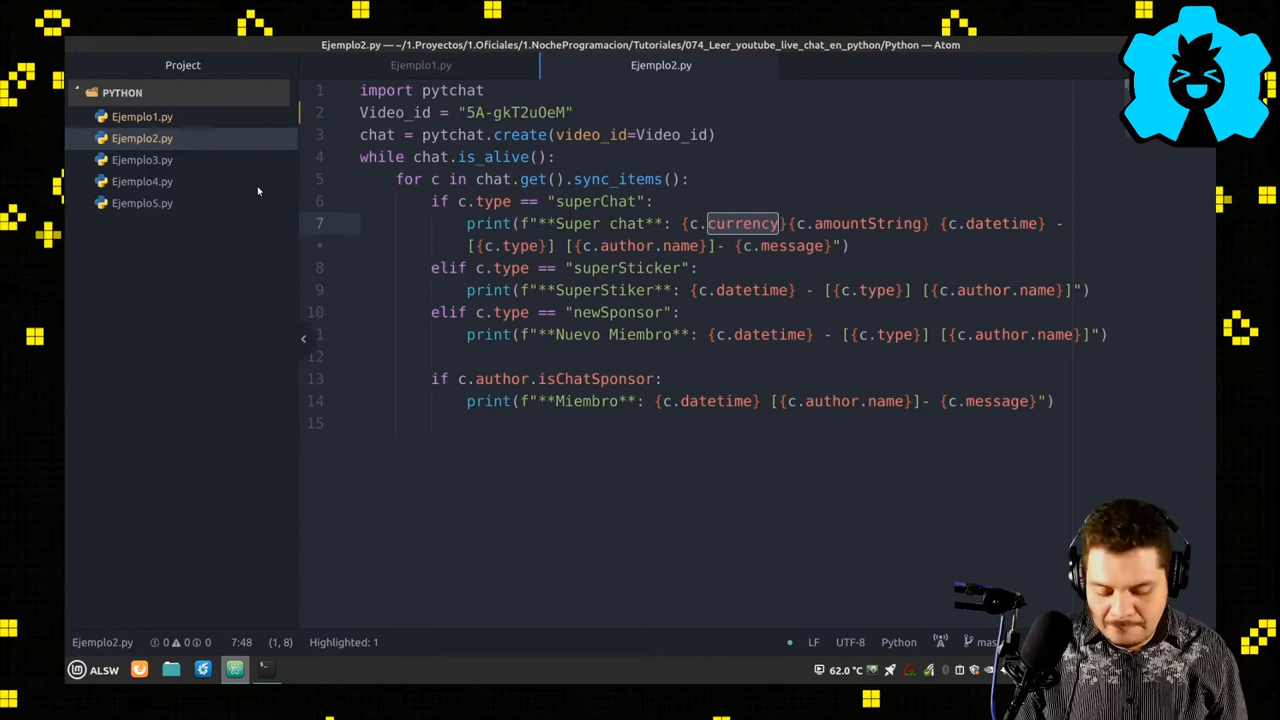 Ejemplo2.py — ~/1.Proyectos/1.Oficiales/1.NocheProgramacion/Tutoriales/074_Leer_youtube_live_chat_en_python/Python — Atom
Project
Ejemplo1.py
Ejemplo2.py
PYTHON
Ejemplo1.py
Ejemplo2.py
Ejemplo3.py
Ejemplo4.py
Ejemplo5.py
1 import pytchat
2 Video_id = "5A-gkT2uOeM"
3 chat = pytchat.create(video_id=Video_id)
4 while chat.is_alive():
5 for c in chat.get().sync_items():
6 if c.type == "superChat":
7 print(f"**Super chat**: {c.currency}{c.amountString} {c.datetime} -
• [{c.type}] [{c.author.name}]- {c.message}")
8 elif c.type == "superSticker":
9 print(f"**SuperStiker**: {c.datetime} - [{c.type}] [{c.author.name}]")
10 elif c.type == "newSponsor":
1 print(f"**Nuevo Miembro**: {c.datetime} - [{c.type}] [{c.author.name}]")
12
13 if c.author.isChatSponsor:
14 print(f"**Miembro**: {c.datetime} [{c.author.name}]- {c.message}")
15
Ejemplo2.py 0 0 0 7:48 (1, 8) Highlighted: 1 LF UTF-8 Python mas
ALSW 62.0 °C